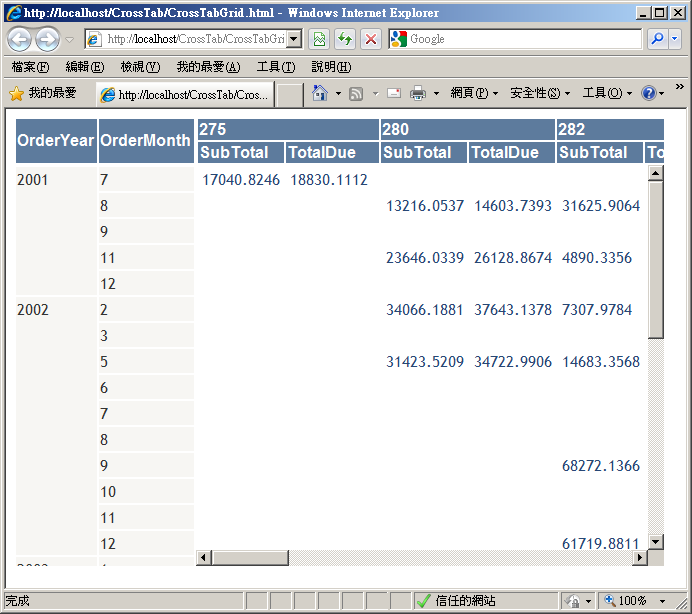 http://localhost/CrossTab/CrossTabGrid.html - Windows Internet Explorer
http://localhost/CrossTab/CrossTabGri
Google
檔案(F) 編輯(E) 檢視(V) 我的最愛(A) 工具(T) 說明(H)
我的最愛 http://localhost/CrossTab/Cros... 網頁(P) 安全性(S) 工具(O) »
275 280 282
OrderYear OrderMonth
SubTotal TotalDue SubTotal TotalDue SubTotal To
2001 7 17040.8246 18830.1112
8 13216.0537 14603.7393 31625.9064
9
11 23646.0339 26128.8674 4890.3356
12
2002 2 34066.1881 37643.1378 7307.9784
3
5 31423.5209 34722.9906 14683.3568
6
7
8
9 68272.1366
10
11
12 61719.8811
完成 信任的網站 100%